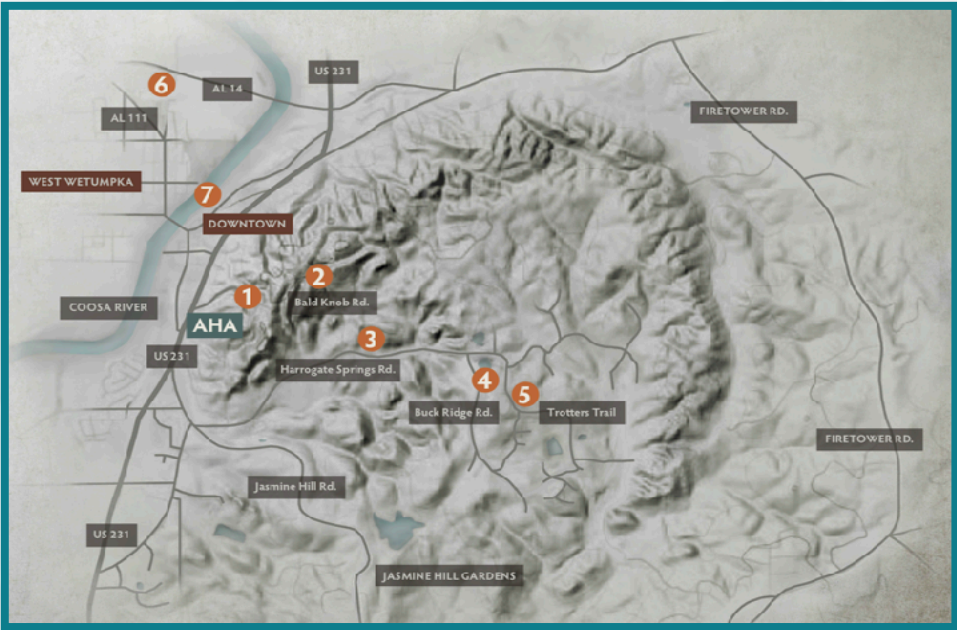 US 231
6
AL 14
FIRETOWER RD.
AL 111
WEST WETUMPKA
7
DOWNTOWN
2
1
Bald Knob Rd.
COOSA RIVER
AHA
3
US 231
Harrogate Springs Rd.
4
5
Buck Ridge Rd.
Trotters Trail
FIRETOWER RD.
Jasmine Hill Rd.
US 231
JASMINE HILL GARDENS